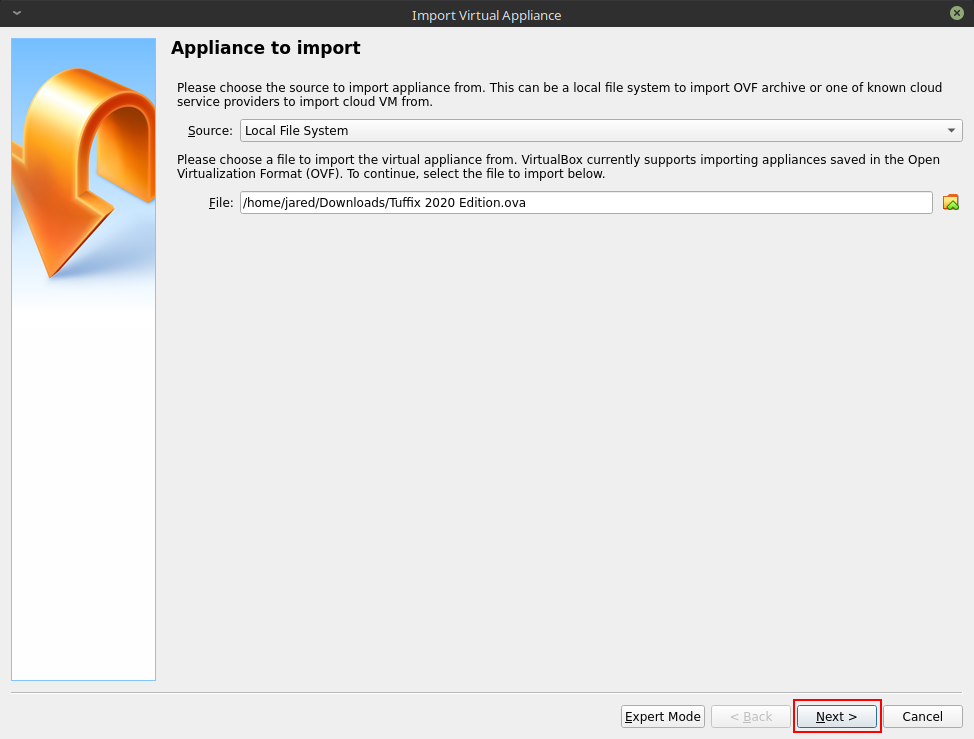 Import Virtual Appliance
Appliance to import
Please choose the source to import appliance from. This can be a local file system to import OVF archive or one of known cloud
service providers to import cloud VM from.
Source: Local File System
Please choose a file to import the virtual appliance from. VirtualBox currently supports importing appliances saved in the Open
Virtualization Format (OVF). To continue, select the file to import below.
File: /home/jared/Downloads/Tuffix 2020 Edition.ova
Expert Mode < Back Next > Cancel